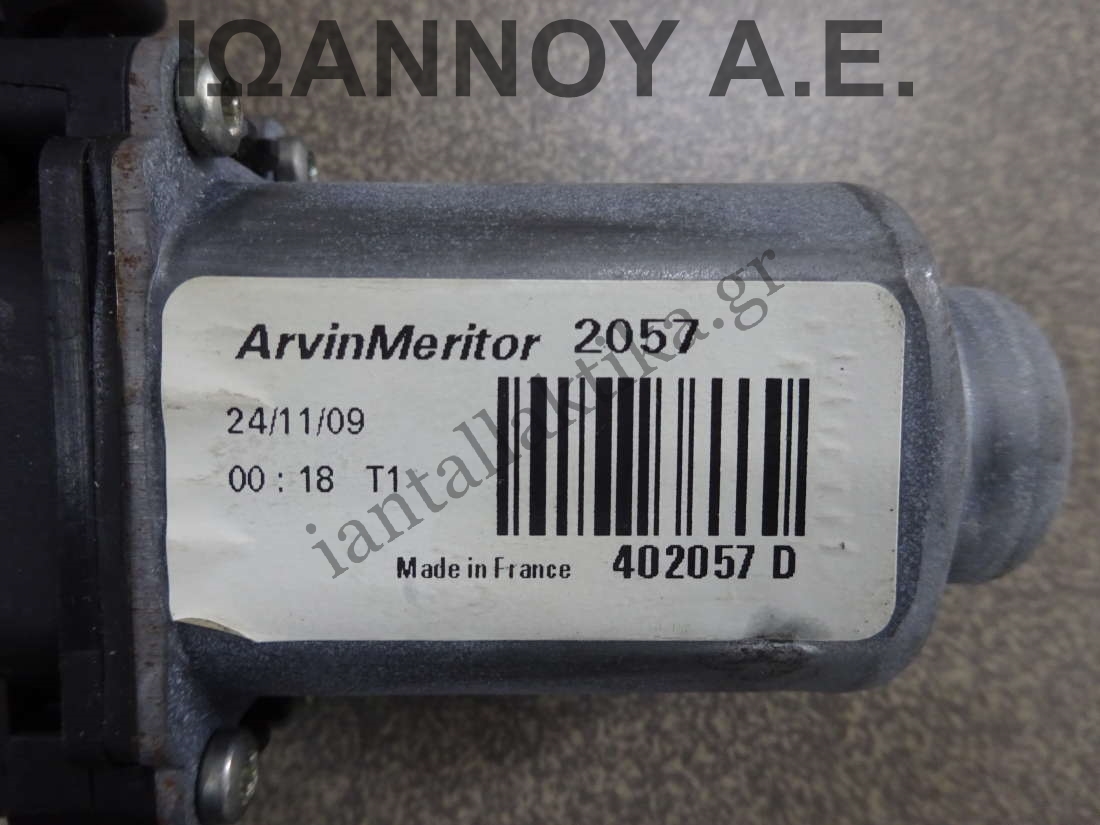 ΙΩΑΝΝΟΥ Α.Ε.
ArvinMeritor 2057
24/11/09
00 : 18 T1
iantallaktika.gr
Made in France 402057 D